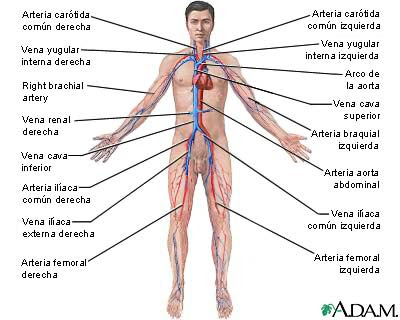 Arteria carótida
común derecha
Vena yugular
interna derecha
Right brachial
artery
Vena renal
derecha
Vena cava
inferior
Arteria ilíaca
común derecha
Vena ilíaca
externa derecha
Arteria femoral
derecha
Arteria carótida
común izquierda
Vena yugular
interna izquierda
Arco de
la aorta
Vena cava
superior
Arteria braquial
izquierda
Arteria aorta
abdominal
Vena ilíaca
común izquierda
Arteria femoral
izquierda
ADAM.